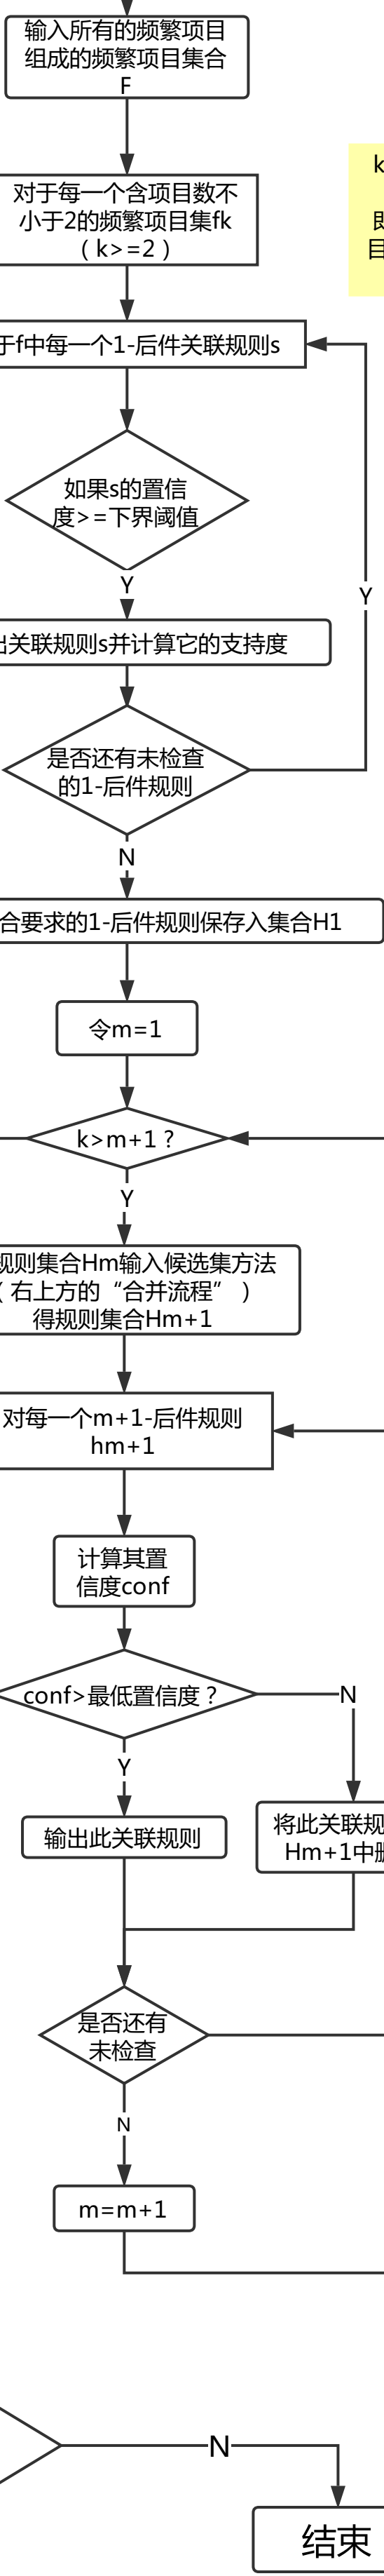 输入所有的频繁项目
组成的频繁项目集合
F
k
对于每一个含项目数不
小于2的频繁项目集fk
（k>=2）
即
目
于f中每一个1-后件关联规则s
如果s的置信
度>=下界阈值
Y
Y
出关联规则s并计算它的支持度
是否还有未检查
的1-后件规则
N
合要求的1-后件规则保存入集合H1
令m=1
k>m+1？
Y
规则集合Hm输入候选集方法
（右上方的“合并流程”）
得规则集合Hm+1
对每一个m+1-后件规则
hm+1
计算其置
信度conf
conf>最低置信度？
N
Y
输出此关联规则
将此关联规
Hm+1中删
是否还有
未检查
N
m=m+1
N
结束